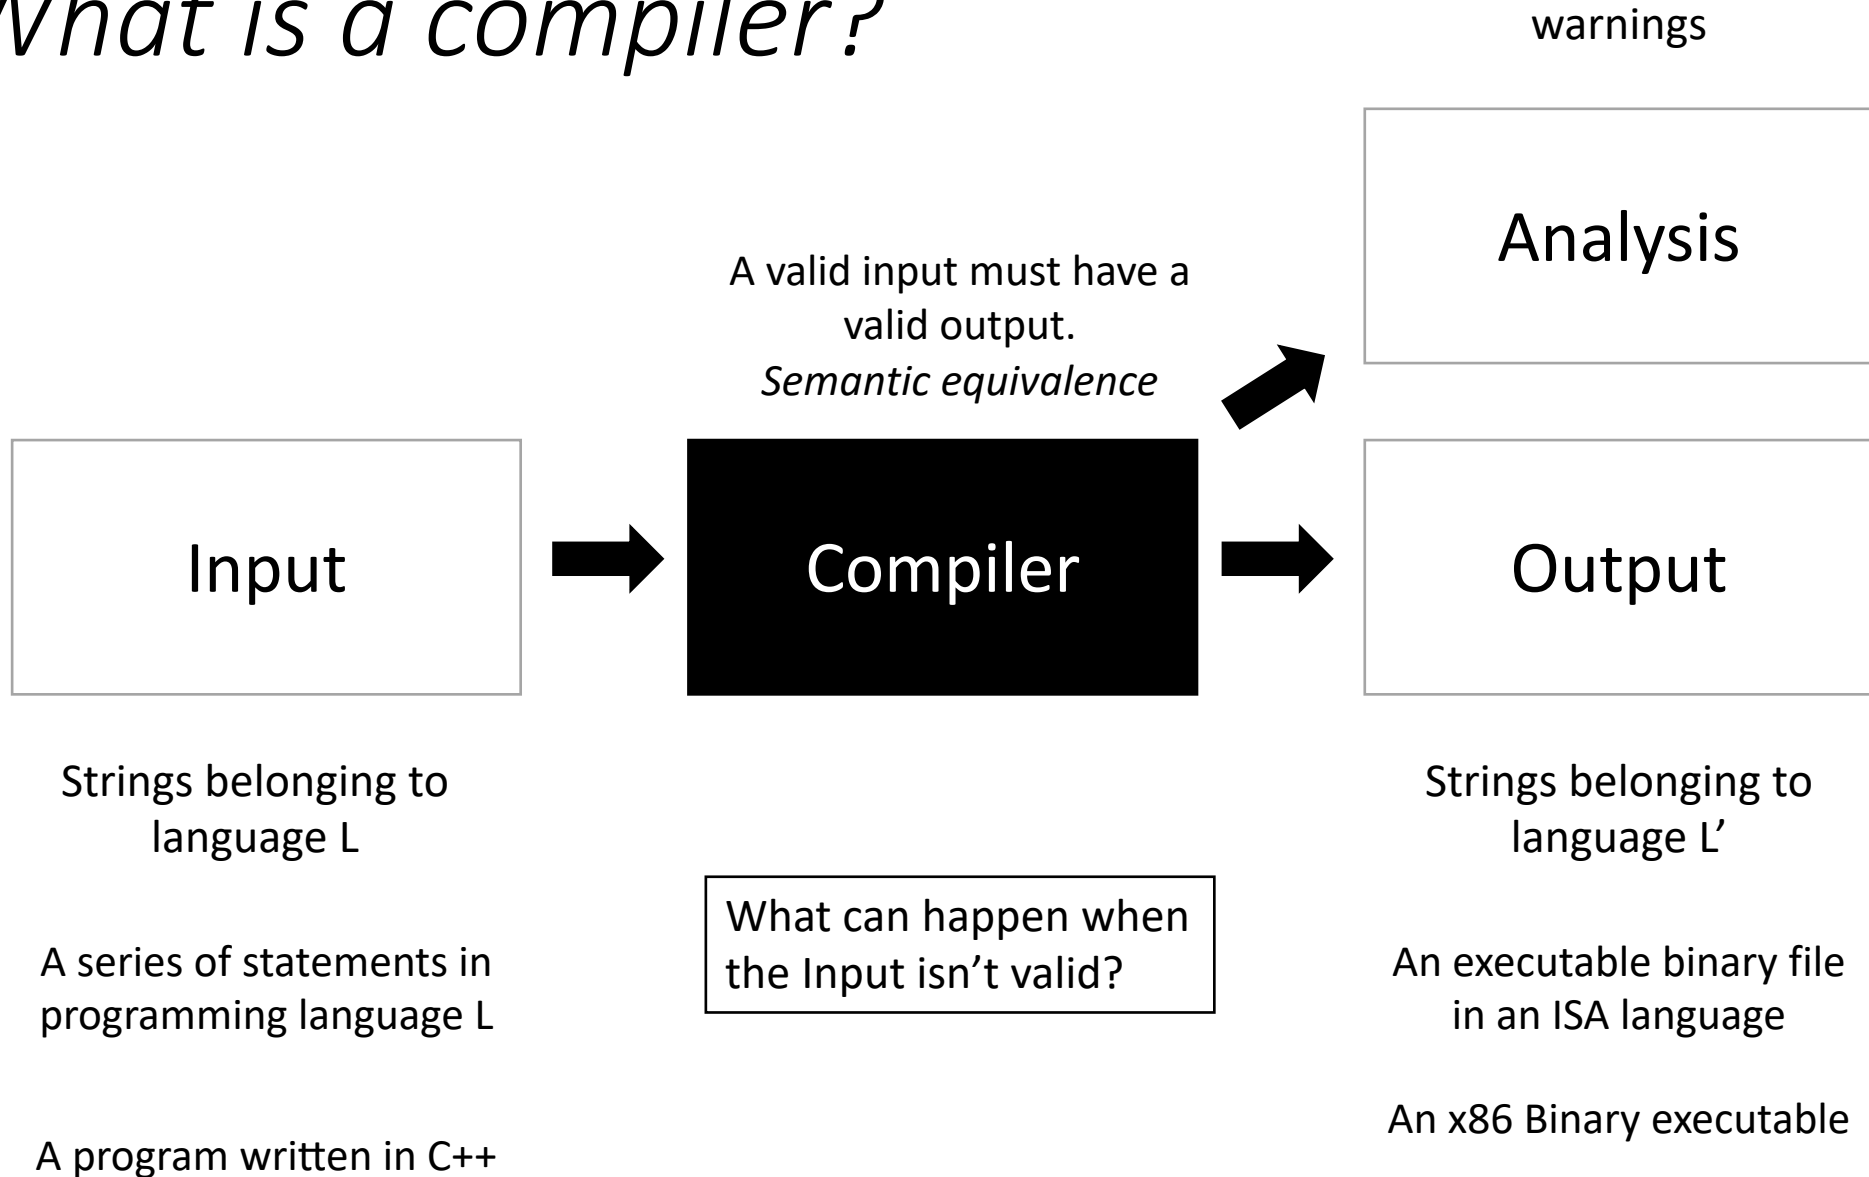 What is a compiler?
warnings
Analysis
A valid input must have a
valid output.
Semantic equivalence
Input
Compiler
Output
Strings belonging to
language L
A series of statements in
programming language L
A program written in C++
What can happen when
the Input isn’t valid?
Strings belonging to
language L’
An executable binary file
in an ISA language
An x86 Binary executable